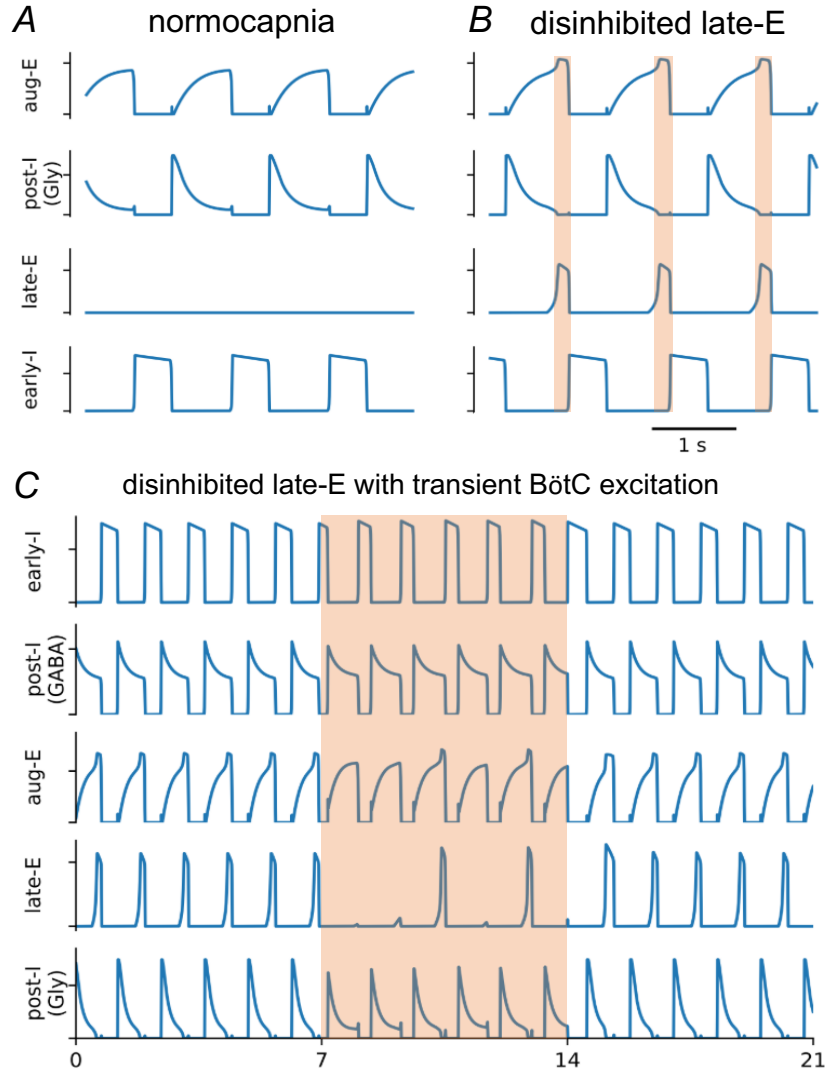 A normocapnia
B disinhibited late-E
aug-E
post-I
(Gly)
late-E
early-I
1 s
C disinhibited late-E with transient BötC excitation
early-I
post-I
(GABA)
aug-E
late-E
post-I
(Gly)
0 7 14 21